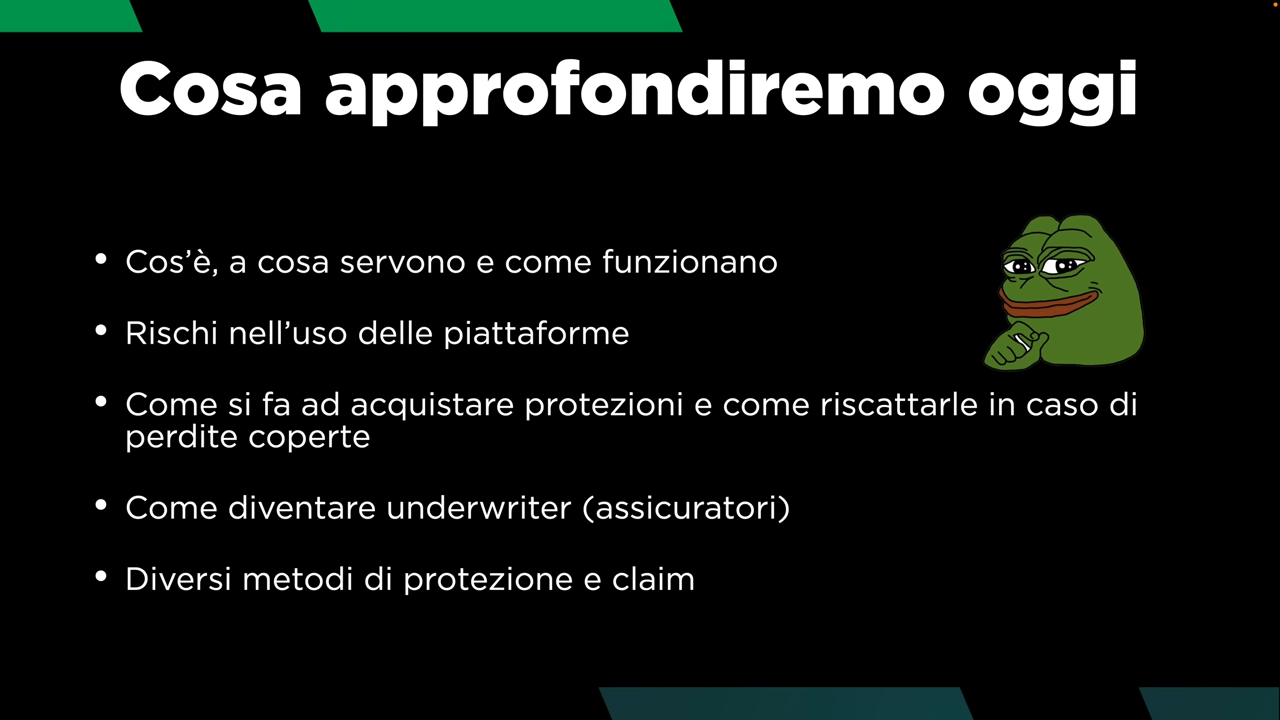 Cosa approfondiremo oggi
• Cos’è, a cosa servono e come funzionano
• Rischi nell’uso delle piattaforme
• Come si fa ad acquistare protezioni e come riscattarle in caso di
perdite coperte
• Come diventare underwriter (assicuratori)
• Diversi metodi di protezione e claim